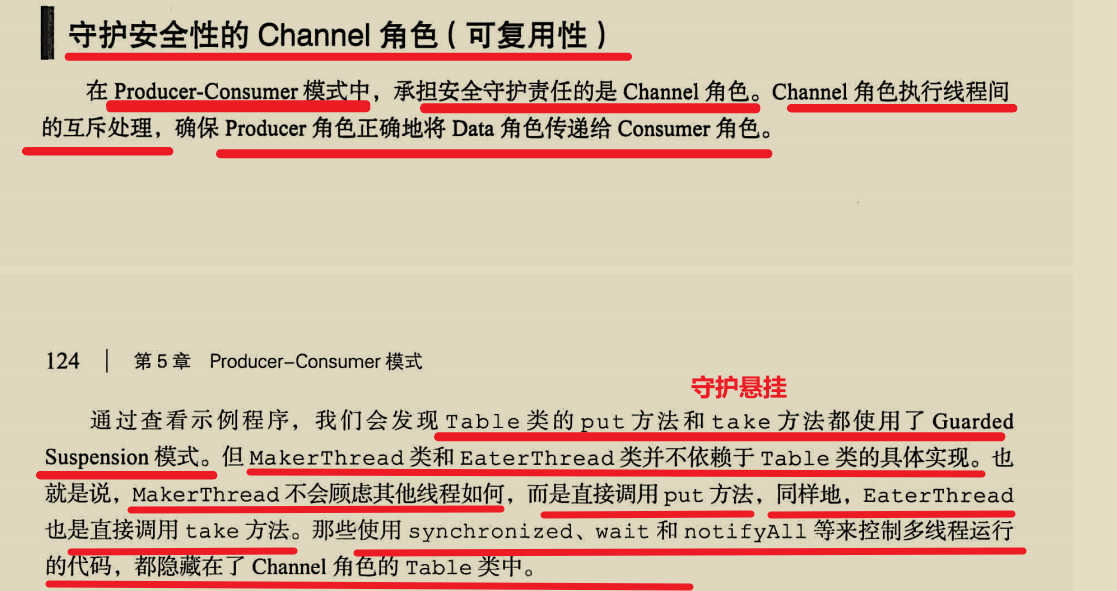 守护安全性的 Channel 角色（可复用性）
在 Producer-Consumer 模式中，承担安全守护责任的是 Channel 角色。Channel 角色执行线程间
的互斥处理，确保 Producer 角色正确地将 Data 角色传递给 Consumer 角色。
124 | 第 5 章 Producer-Consumer 模式
守护悬挂
通过查看示例程序，我们会发现 Table 类的 put 方法和 take 方法都使用了 Guarded
Suspension 模式。但 MakerThread 类和 EaterThread 类并不依赖于 Table 类的具体实现。也
就是说，MakerThread 不会顾虑其他线程如何，而是直接调用 put 方法，同样地，EaterThread
也是直接调用 take 方法。那些使用 synchronized、wait 和 notifyAll 等来控制多线程运行
的代码，都隐藏在了 Channel 角色的 Table 类中。